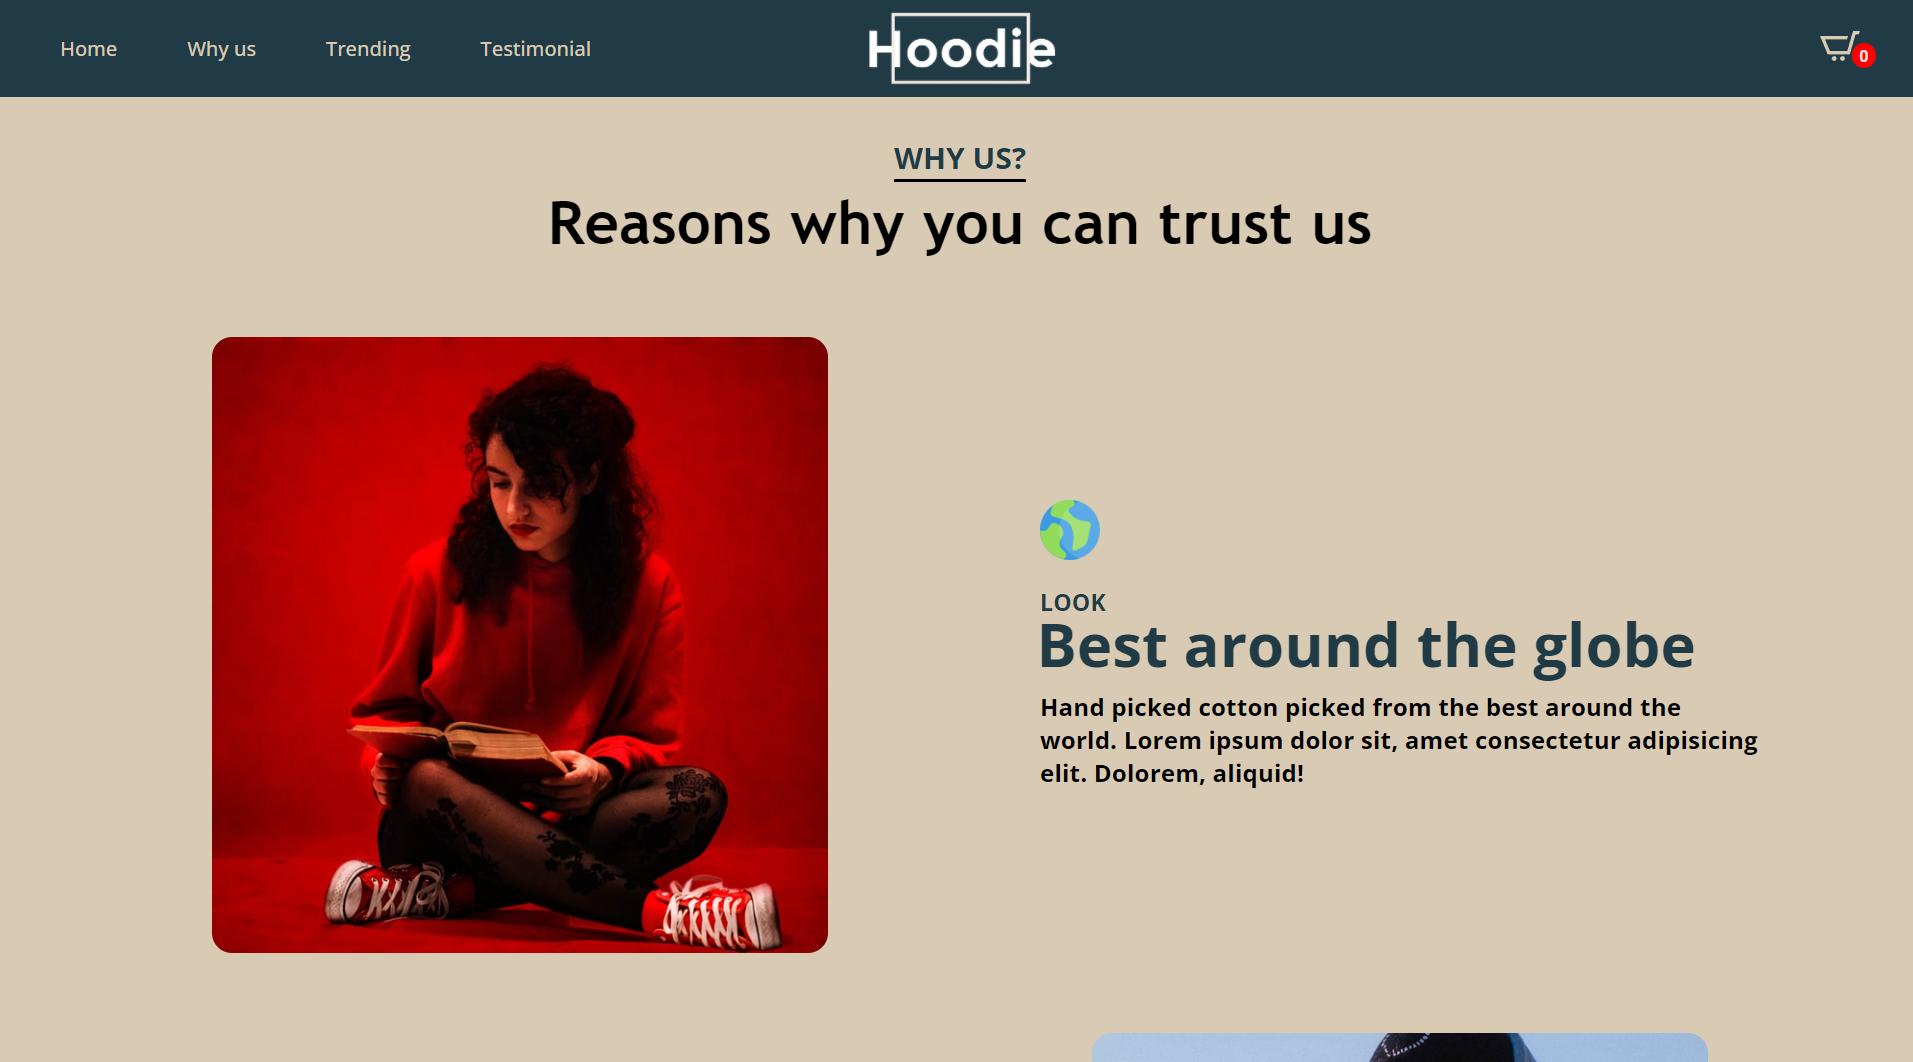 Home
Why us
Trending
Testimonial
Hoodie
0
WHY US?
Reasons why you can trust us
LOOK
Best around the globe
Hand picked cotton picked from the best around the
world. Lorem ipsum dolor sit, amet consectetur adipisicing
elit. Dolorem, aliquid!